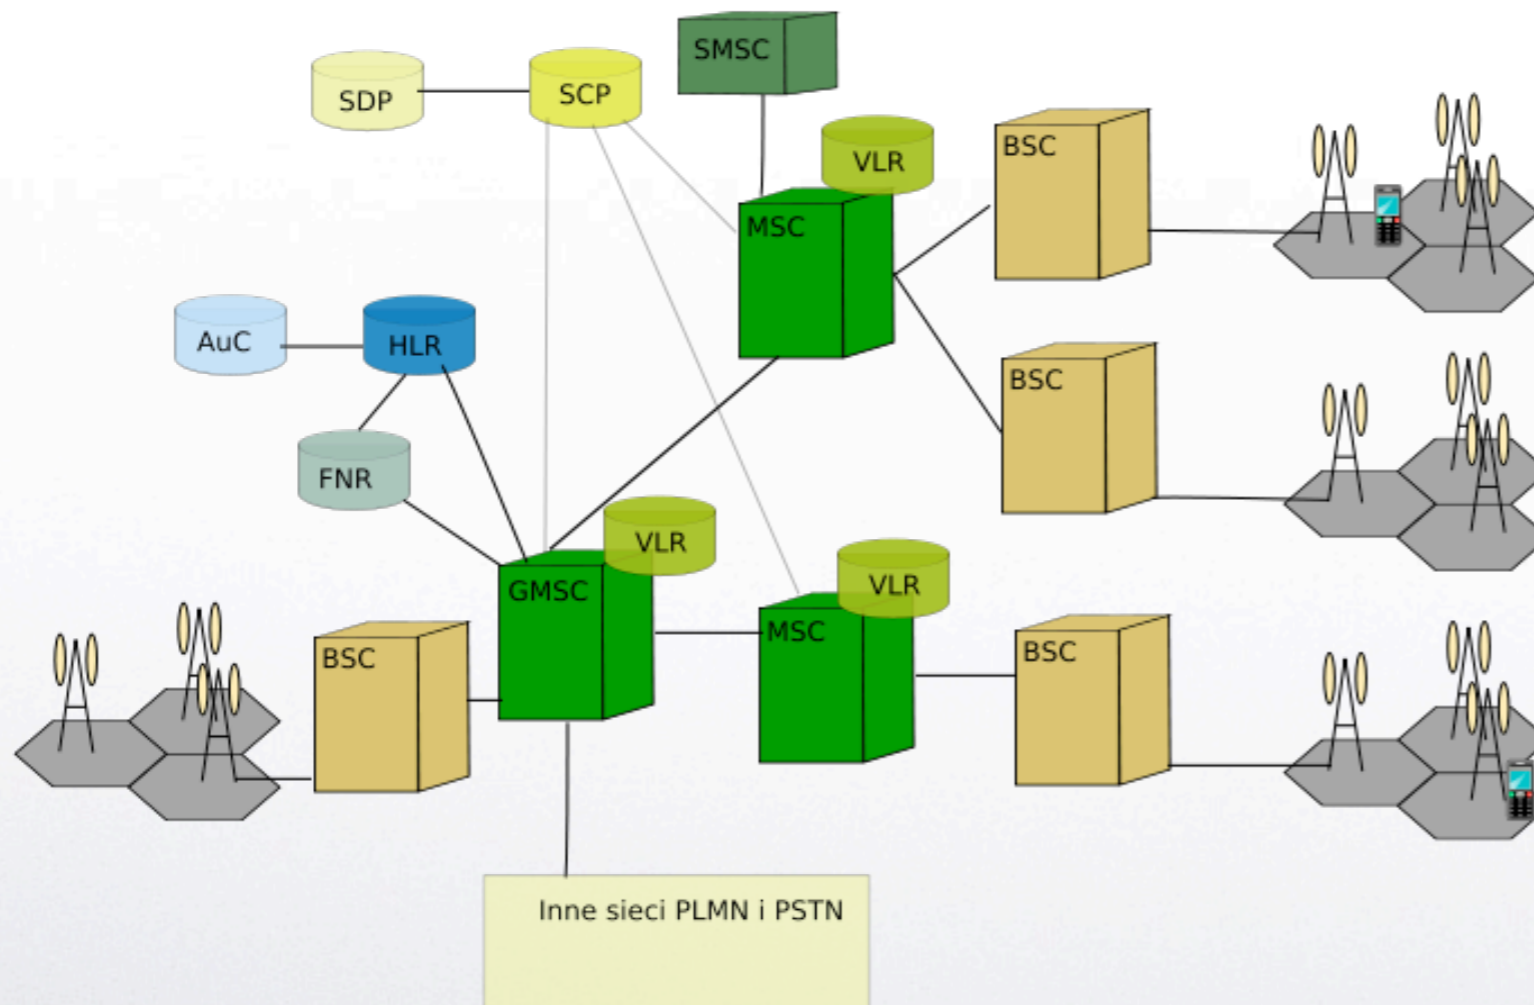 SMSC
SDP
SCP
VLR
BSC
MSC
AuC
HLR
BSC
FNR
VLR
VLR
GMSC
MSC
BSC
BSC
Inne sieci PLMN i PSTN